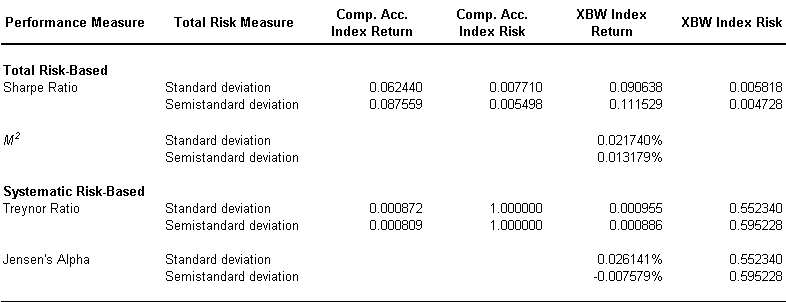 Performance Measure Total Risk Measure Comp. Acc. Index Return Comp. Acc. Index Risk XBW Index Return XBW Index Risk
Total Risk-Based
Sharpe Ratio Standard deviation 0.062440 0.007710 0.090638 0.005818
Semistandard deviation 0.087559 0.005498 0.111529 0.004728
M2 Standard deviation 0.021740%
Semistandard deviation 0.013179%
Systematic Risk-Based
Treynor Ratio Standard deviation 0.000872 1.000000 0.000955 0.552340
Semistandard deviation 0.000809 1.000000 0.000886 0.595228
Jensen's Alpha Standard deviation 0.026141% 0.552340
Semistandard deviation -0.007579% 0.595228